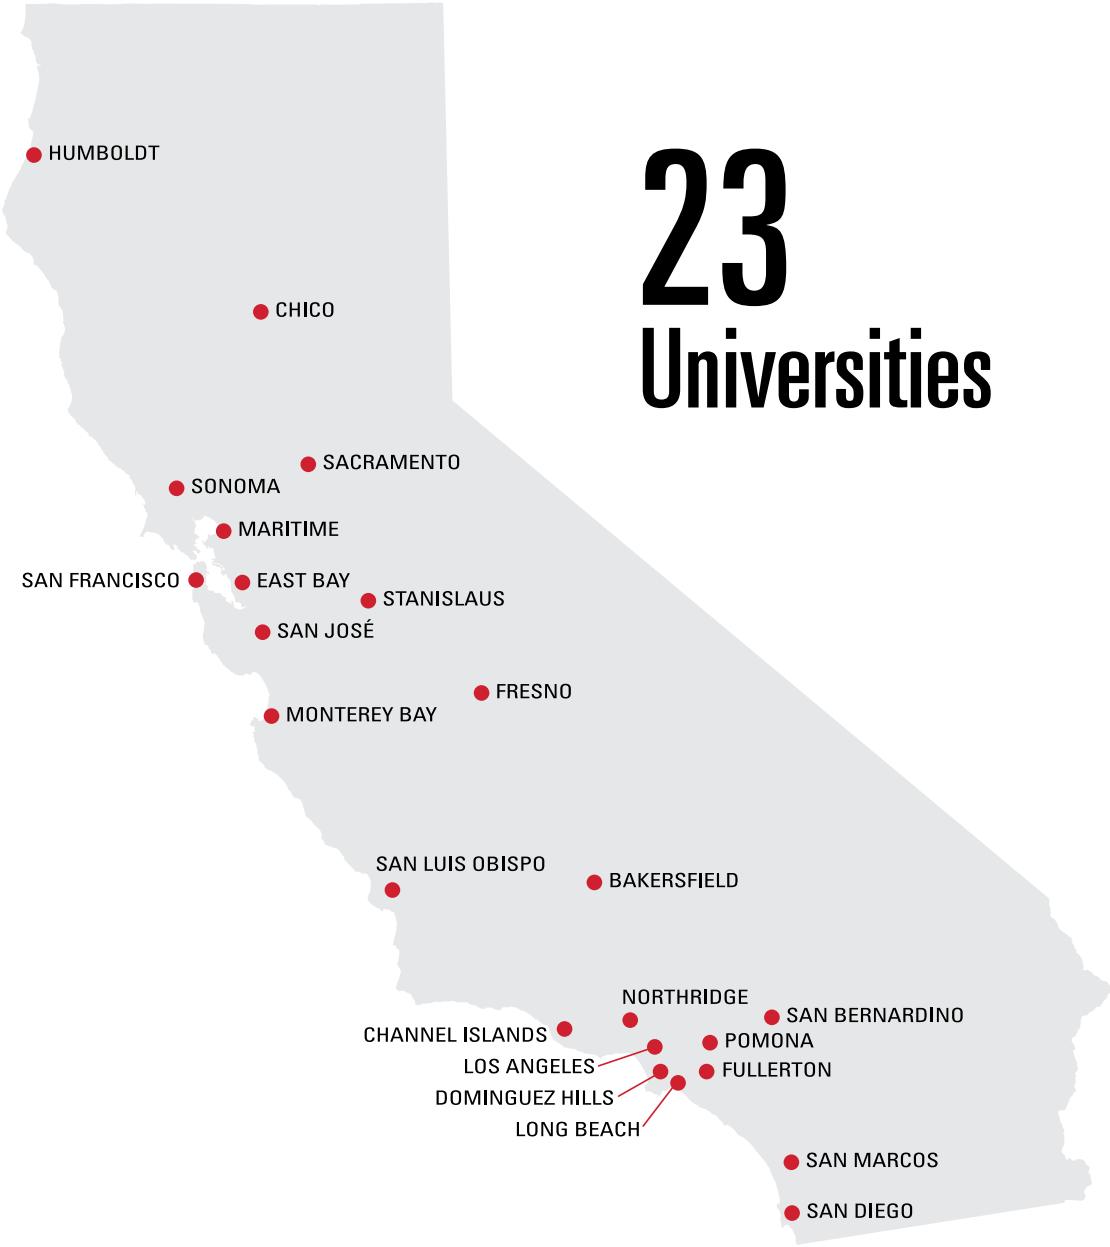 HUMBOLDT
23
Universities
CHICO
SACRAMENTO
SONOMA
MARITIME
SAN FRANCISCO
EAST BAY
STANISLAUS
SAN JOSÉ
FRESNO
MONTEREY BAY
SAN LUIS OBISPO
BAKERSFIELD
NORTHRIDGE
SAN BERNARDINO
CHANNEL ISLANDS
POMONA
LOS ANGELES
FULLERTON
DOMINGUEZ HILLS
LONG BEACH
SAN MARCOS
SAN DIEGO